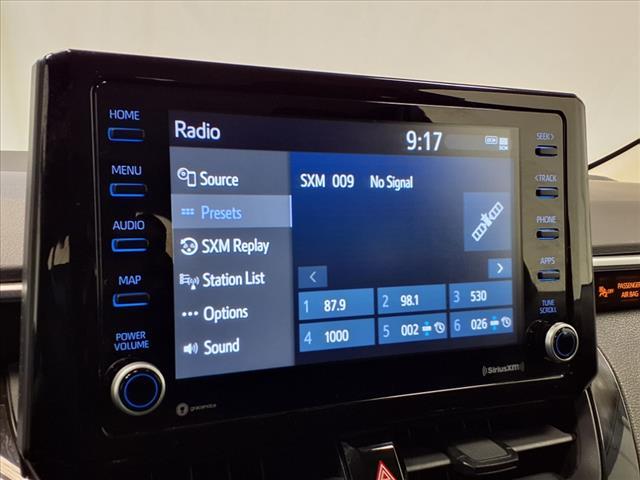 HOME
MENU
AUDIO
MAP
POWER
VOLUME
Radio
9:17
Source
Presets
SXM Replay
Station List
Options
Sound
SXM 009 No Signal
1 87.9
2 98.1
3 530
4 1000
5 002
6 026
SEEK>
<TRACK
PHONE
APPS
TUNE
SCROLL
gracenote
SiriusXM
OFF
PASSENGER
AIR BAG